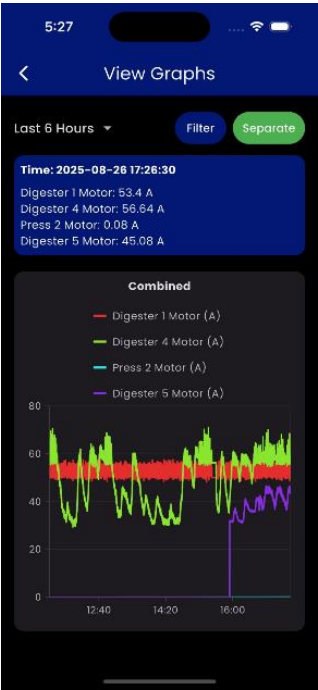 5:27
View Graphs
Last 6 Hours
Filter
Separate
Time: 2025-08-26 17:26:30
Digester 1 Motor: 53.4 A
Digester 4 Motor: 56.64 A
Press 2 Motor: 0.08 A
Digester 5 Motor: 45.08 A
Combined
Digester 1 Motor (A)
Digester 4 Motor (A)
Press 2 Motor (A)
Digester 5 Motor (A)
80
60
40
20
0
12:40 14:20 16:00